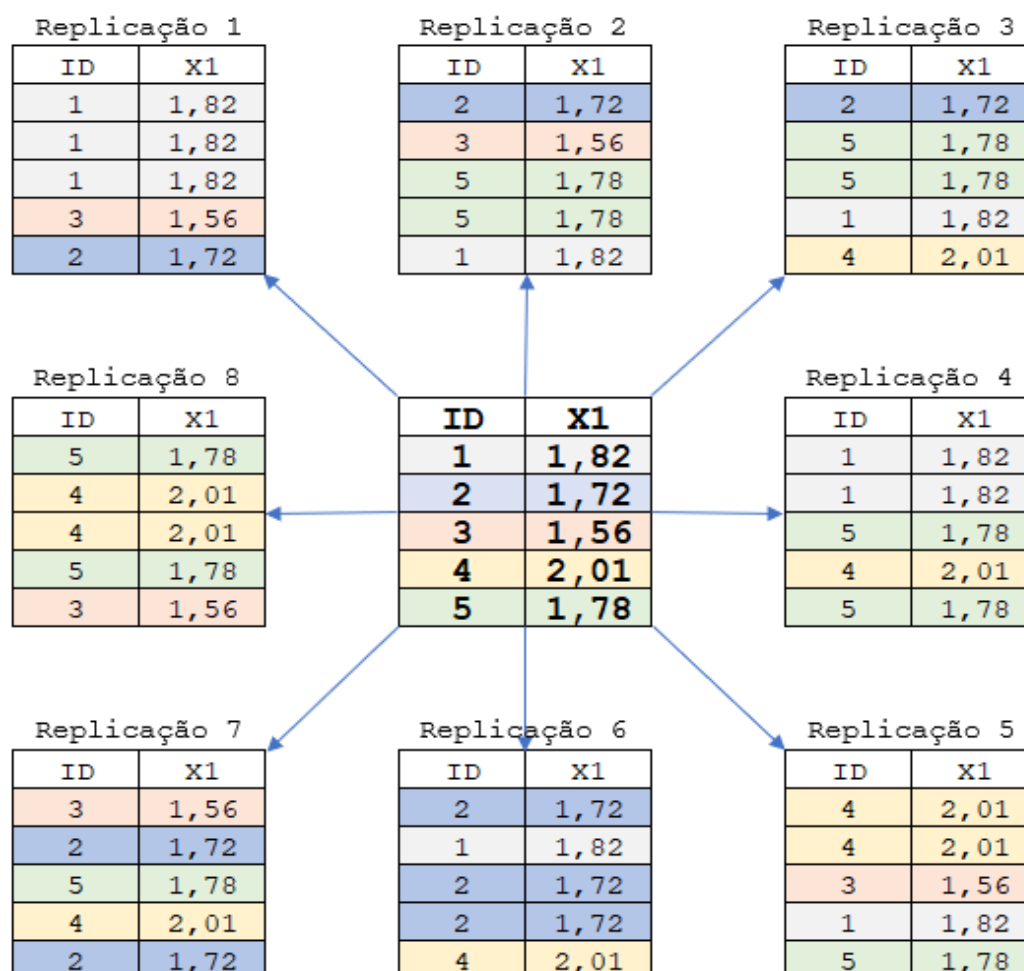 Replicação 1
ID X1
1 1,82
1 1,82
1 1,82
3 1,56
2 1,72
Replicação 2
ID X1
2 1,72
3 1,56
5 1,78
5 1,78
1 1,82
Replicação 3
ID X1
2 1,72
5 1,78
5 1,78
1 1,82
4 2,01
Replicação 8
ID X1
5 1,78
4 2,01
4 2,01
5 1,78
3 1,56
ID X1
1 1,82
2 1,72
3 1,56
4 2,01
5 1,78
Replicação 4
ID X1
1 1,82
1 1,82
5 1,78
4 2,01
5 1,78
Replicação 7
ID X1
3 1,56
2 1,72
5 1,78
4 2,01
2 1,72
Replicação 6
ID X1
2 1,72
1 1,82
2 1,72
2 1,72
4 2,01
Replicação 5
ID X1
4 2,01
4 2,01
3 1,56
1 1,82
5 1,78